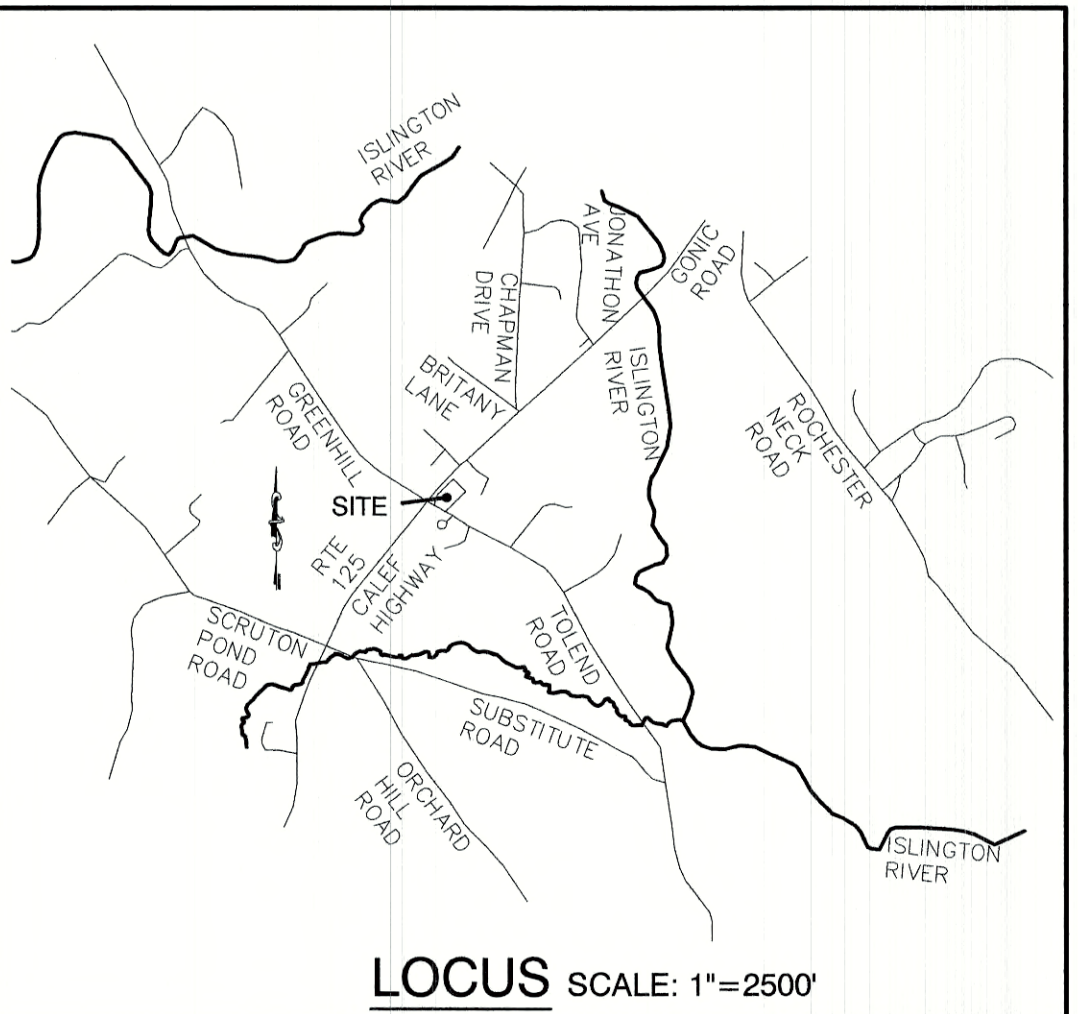 ISLINGTON
RIVER
JONATHON
AVE
GONIC
ROAD
CHAPMAN
DRIVE
BRITANY
LANE
ISLINGTON
RIVER
GREENHILL
ROAD
ROCHESTER
NECK
ROAD
SITE
RTE
125
CALEF
HIGHWAY
SCRUTON
POND
ROAD
TOLEND
ROAD
SUBSTITUTE
ROAD
ORCHARD
HILL
ROAD
ISLINGTON
RIVER
LOCUS SCALE: 1"=2500'